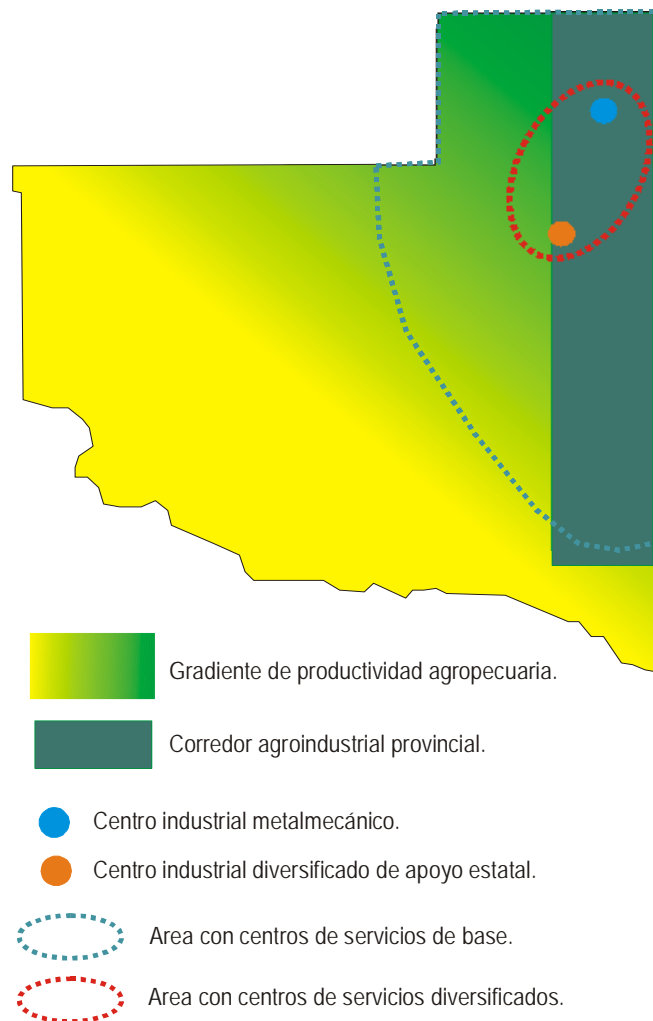 Gradiente de productividad agropecuaria.
Corredor agroindustrial provincial.
Centro industrial metalmecánico.
Centro industrial diversificado de apoyo estatal.
Area con centros de servicios de base.
Area con centros de servicios diversificados.